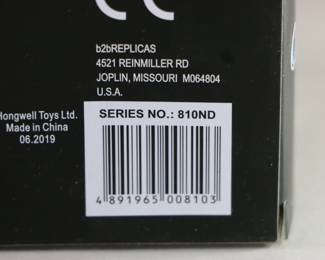 CE
b2bREPLICAS
4521 REINMILLER RD
JOPLIN, MISSOURI M064804
U.S.A.
Hongwell Toys Ltd.
Made in China
06.2019
SERIES NO.: 810ND
4 891965 008103